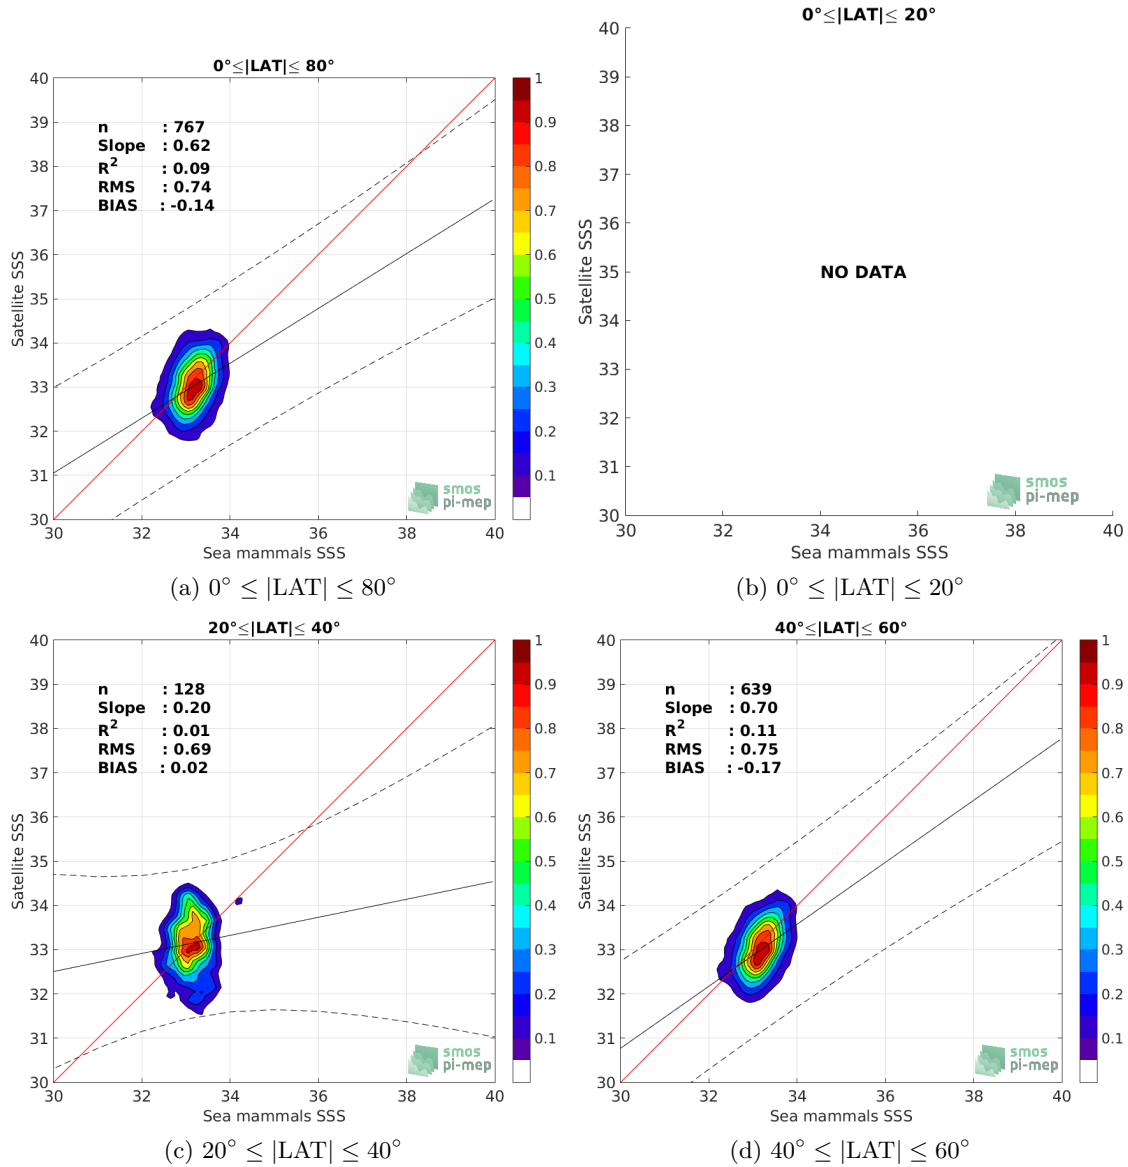 0°≤|LAT|≤ 80°
40
39
38
37
36
35
34
33
32
31
30
Satellite SSS
n : 767
Slope : 0.62
R2 : 0.09
RMS : 0.74
BIAS : -0.14
30 32 34 36 38 40
Sea mammals SSS
smos
pi-mep
1
0.9
0.8
0.7
0.6
0.5
0.4
0.3
0.2
0.1
(a) 0° ≤ |LAT| ≤ 80°
0°≤|LAT|≤ 20°
40
39
38
37
36
35
34
33
32
31
30
Satellite SSS
NO DATA
30 32 34 36 38 40
Sea mammals SSS
smos
pi-mep
(b) 0° ≤ |LAT| ≤ 20°
20°≤|LAT|≤ 40°
40
39
38
37
36
35
34
33
32
31
30
Satellite SSS
n : 128
Slope : 0.20
R2 : 0.01
RMS : 0.69
BIAS : 0.02
30 32 34 36 38 40
Sea mammals SSS
smos
pi-mep
1
0.9
0.8
0.7
0.6
0.5
0.4
0.3
0.2
0.1
(c) 20° ≤ |LAT| ≤ 40°
40°≤|LAT|≤ 60°
40
39
38
37
36
35
34
33
32
31
30
Satellite SSS
n : 639
Slope : 0.70
R2 : 0.11
RMS : 0.75
BIAS : -0.17
30 32 34 36 38 40
Sea mammals SSS
smos
pi-mep
1
0.9
0.8
0.7
0.6
0.5
0.4
0.3
0.2
0.1
(d) 40° ≤ |LAT| ≤ 60°